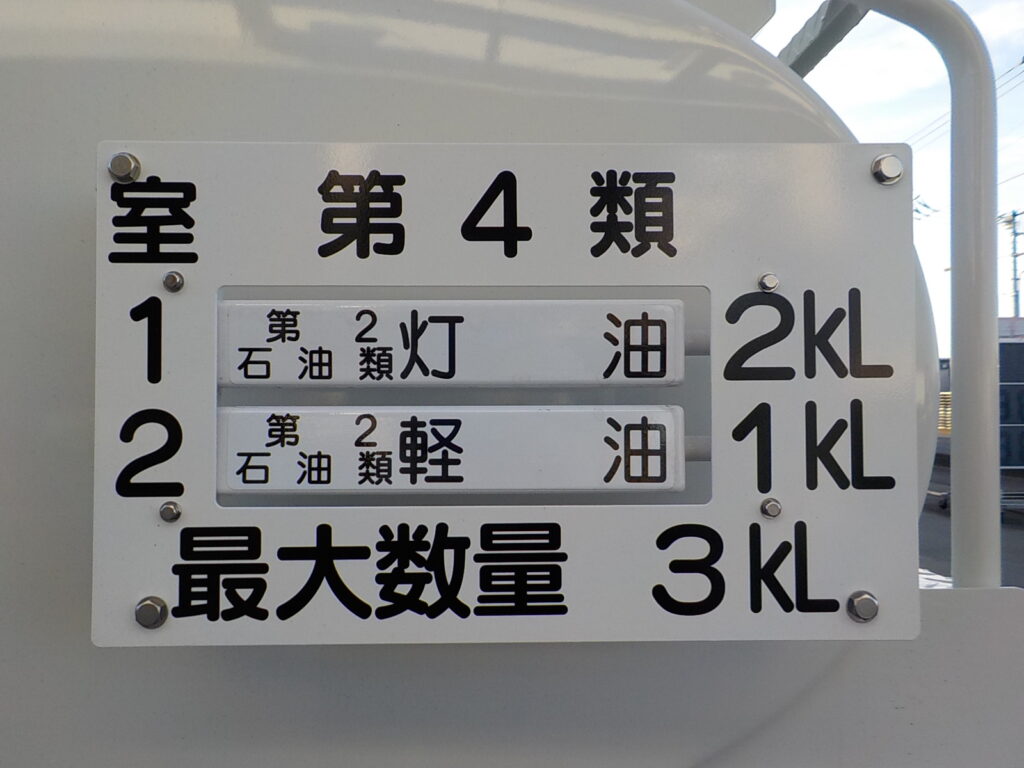 室 第4類
1 第2石油類 灯油 2kL
2 第2石油類 軽油 1kL
最大数量 3kL